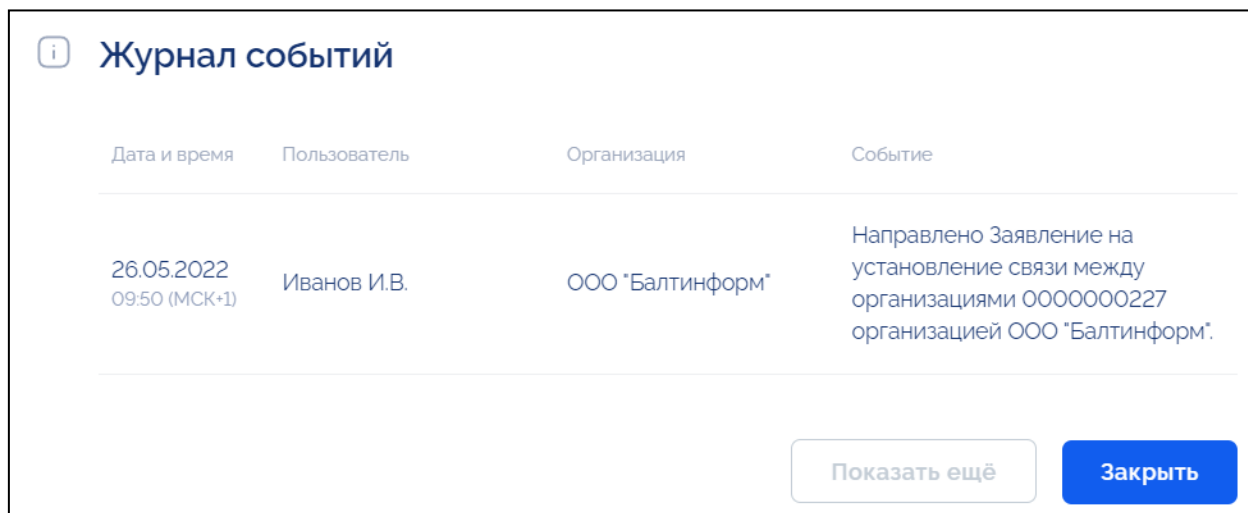 Журнал событий
Дата и время Пользователь Организация Событие
26.05.2022
09:50 (МСК+1)
Иванов И.В.
ООО "Балтинформ"
Направлено Заявление на
установление связи между
организациями 0000000227
организацией ООО "Балтинформ".
Показать ещё Закрыть